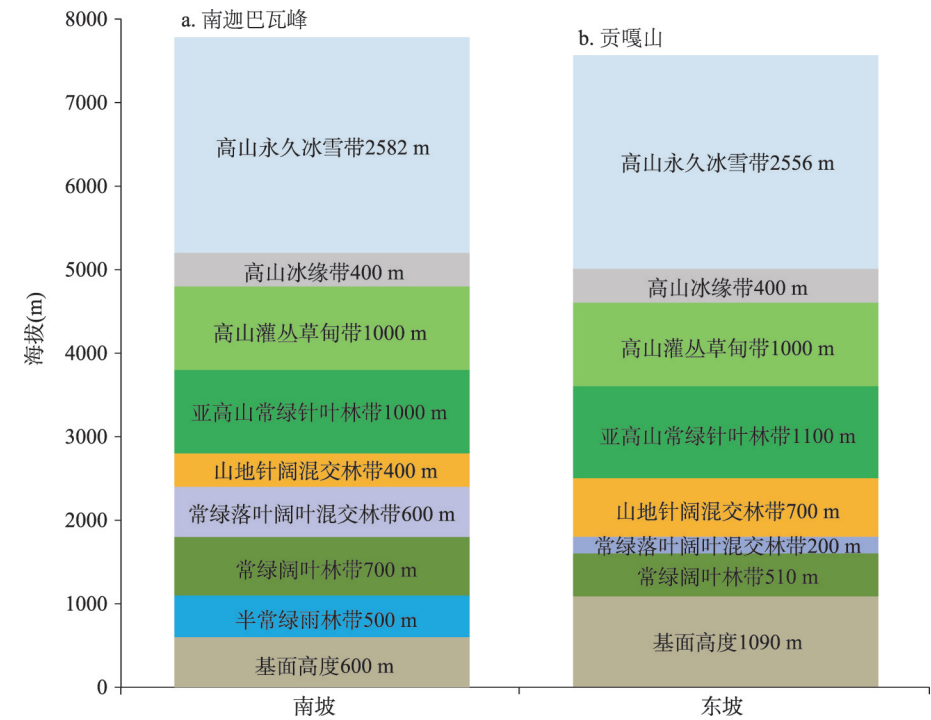 a. 南迦巴瓦峰
b. 贡嘎山
海拔(m)
8000
7000
6000
5000
4000
3000
2000
1000
0
高山永久冰雪带2582 m
高山冰缘带400 m
高山灌丛草甸带1000 m
亚高山常绿针叶林带1000 m
山地针阔混交林带400 m
常绿落叶阔叶混交林带600 m
常绿阔叶林带700 m
半常绿雨林带500 m
基面高度600 m
高山永久冰雪带2556 m
高山冰缘带400 m
高山灌丛草甸带1000 m
亚高山常绿针叶林带1100 m
山地针阔混交林带700 m
常绿落叶阔叶混交林带200 m
常绿阔叶林带510 m
基面高度1090 m
南坡
东坡